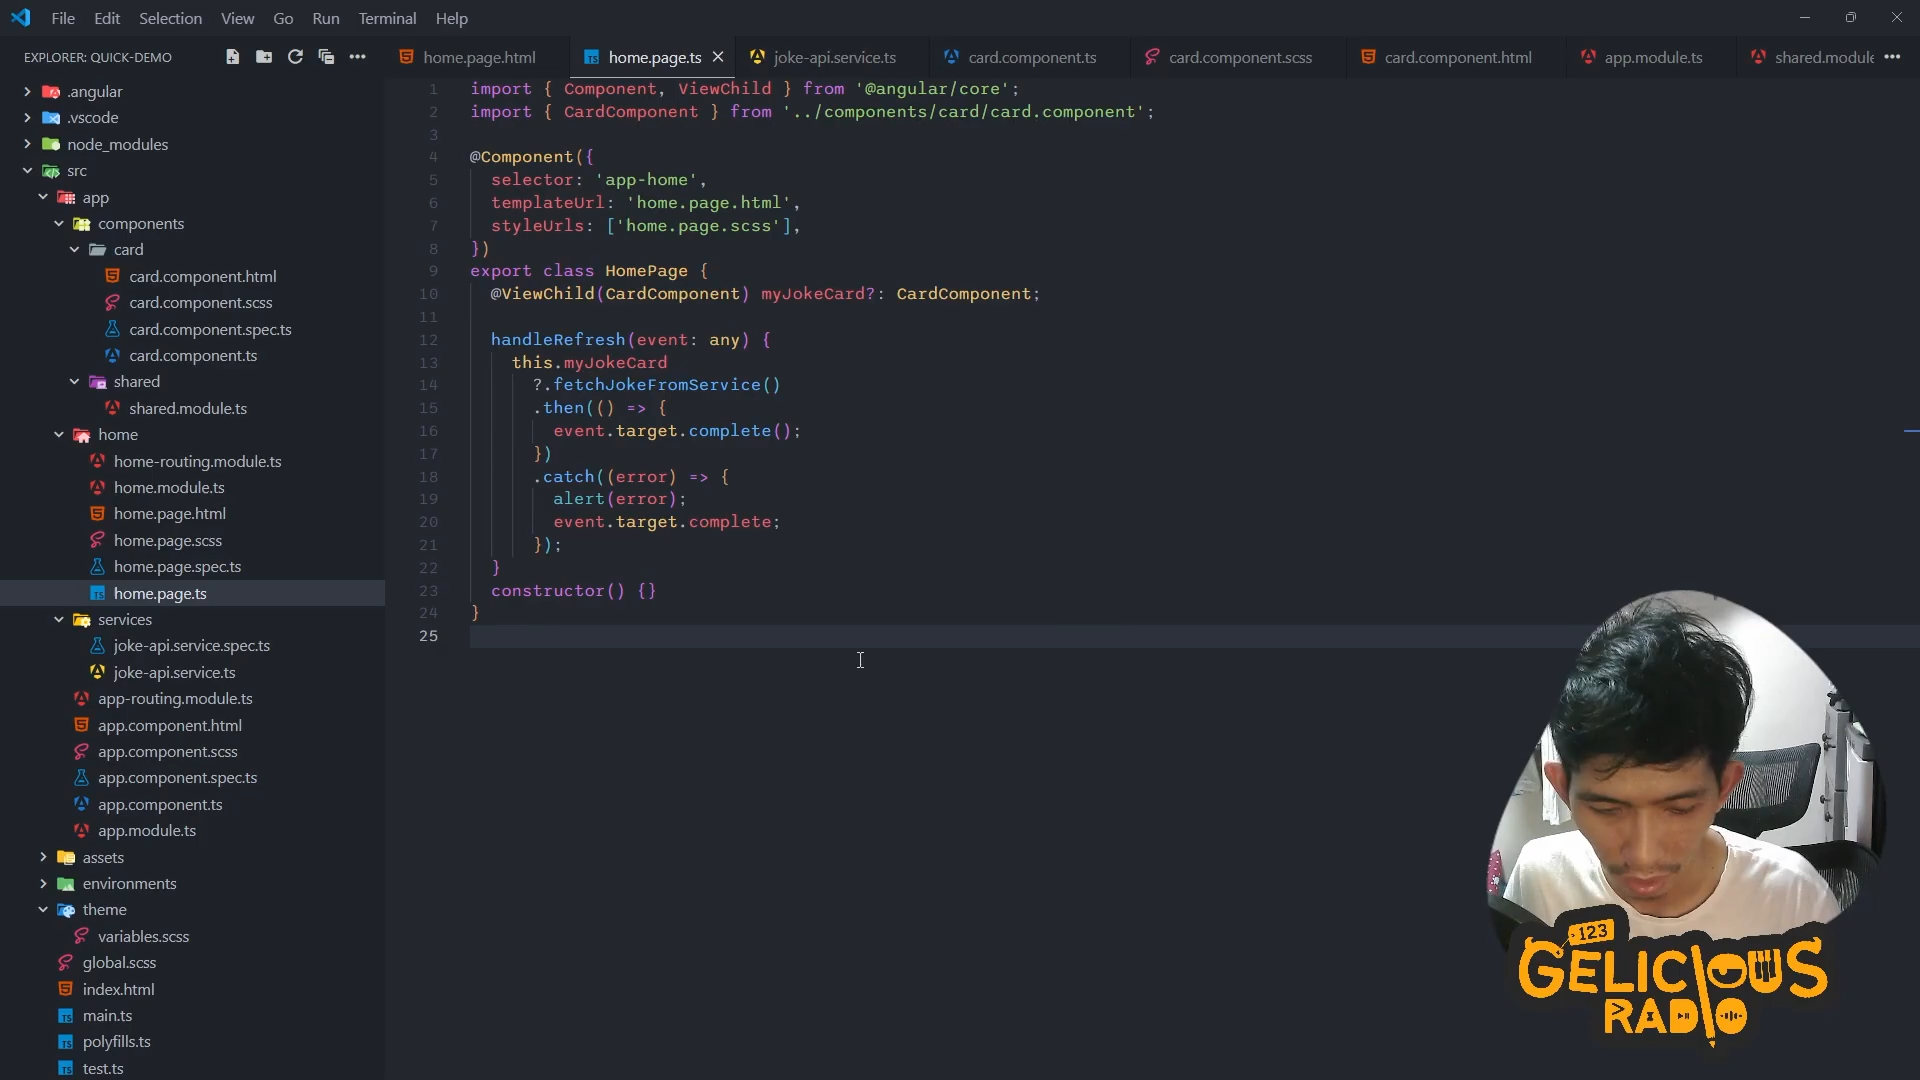 File Edit Selection View Go Run Terminal Help
EXPLORER: QUICK-DEMO
home.page.html home.page.ts joke-api.service.ts card.component.ts card.component.scss card.component.html app.module.ts shared.module
.angular
.vscode
node_modules
src
app
components
card
card.component.html
card.component.scss
card.component.spec.ts
card.component.ts
shared
shared.module.ts
home
home-routing.module.ts
home.module.ts
home.page.html
home.page.scss
home.page.spec.ts
home.page.ts
services
joke-api.service.spec.ts
joke-api.service.ts
app-routing.module.ts
app.component.html
app.component.scss
app.component.spec.ts
app.component.ts
app.module.ts
assets
environments
theme
variables.scss
global.scss
index.html
main.ts
polyfills.ts
test.ts
1 import { Component, ViewChild } from '@angular/core';
2 import { CardComponent } from '../components/card/card.component';
3
4 @Component({
5 selector: 'app-home',
6 templateUrl: 'home.page.html',
7 styleUrls: ['home.page.scss'],
8 })
9 export class HomePage {
10 @ViewChild(CardComponent) myJokeCard?: CardComponent;
11
12 handleRefresh(event: any) {
13 this.myJokeCard
14 ?.fetchJokeFromService()
15 .then(() => {
16 event.target.complete();
17 })
18 .catch((error) => {
19 alert(error);
20 event.target.complete;
21 });
22 }
23 constructor() {}
24 }
25
123
GELICIOUS
RADIO